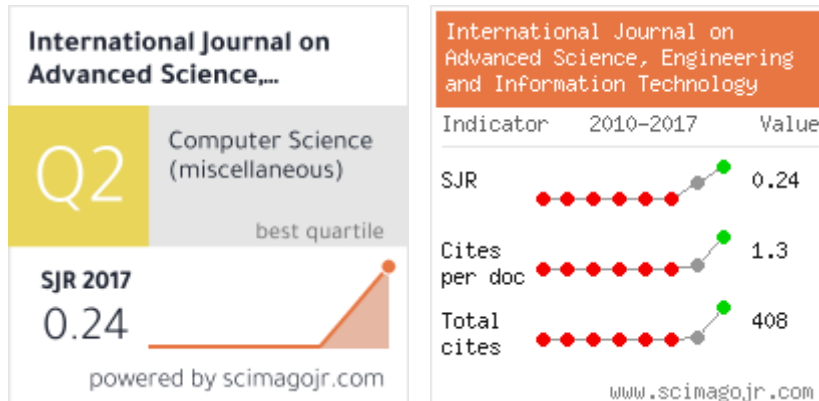 International Journal on
Advanced Science,...
Q2
Computer Science
(miscellaneous)
best quartile
SJR 2017
0.24
powered by scimagojr.com
International Journal on
Advanced Science, Engineering
and Information Technology
Indicator 2010-2017 Value
SJR 0.24
Cites
per doc 1.3
Total
cites 408
www.scimagojr.com